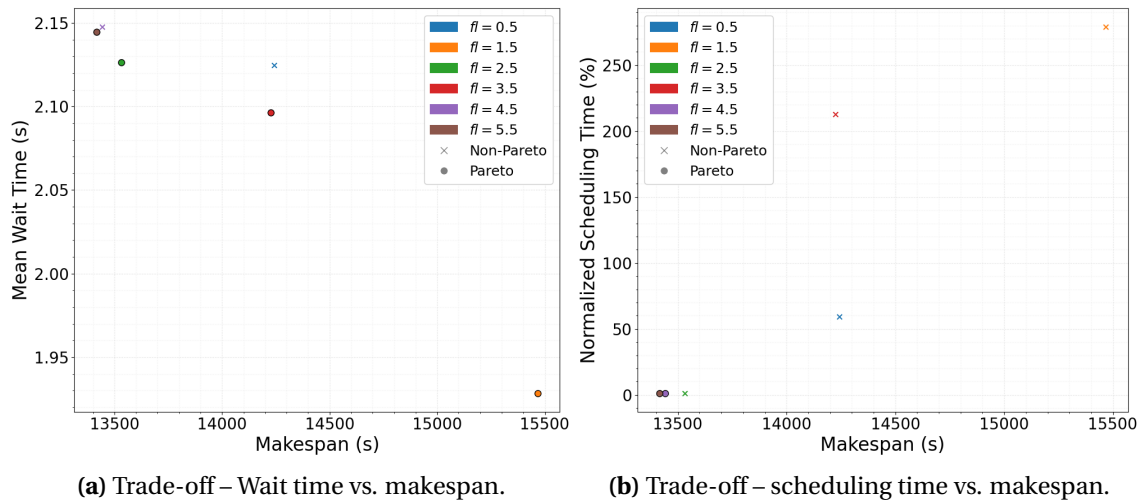 2.15
2.10
2.05
2.00
1.95
Mean Wait Time (s)
13500 14000 14500 15000 15500
Makespan (s)
fl = 0.5
fl = 1.5
fl = 2.5
fl = 3.5
fl = 4.5
fl = 5.5
Non-Pareto
Pareto
(a) Trade-off – Wait time vs. makespan.
250
200
150
100
50
0
Normalized Scheduling Time (%)
13500 14000 14500 15000 15500
Makespan (s)
fl = 0.5
fl = 1.5
fl = 2.5
fl = 3.5
fl = 4.5
fl = 5.5
Non-Pareto
Pareto
(b) Trade-off – scheduling time vs. makespan.